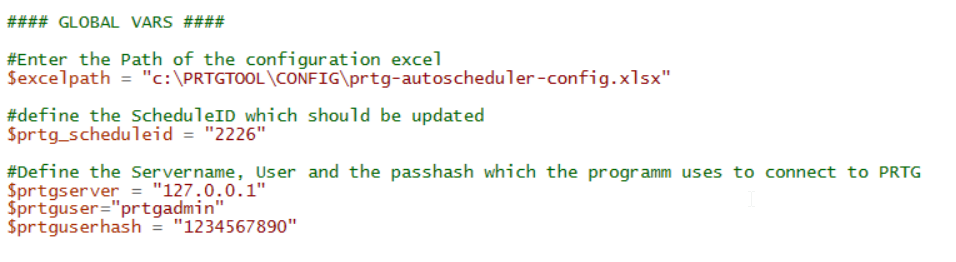 #### GLOBAL VARS ####
#Enter the Path of the configuration excel
$excelpath = "c:\PRTGTOOL\CONFIG\prtg-autoscheduler-config.xlsx"
#define the ScheduleID which should be updated
$prtg_scheduleid = "2226"
#Define the Servername, User and the passhash which the programm uses to connect to PRTG
$prtgserver = "127.0.0.1"
$prtguser="prtgadmin"
$prtguserhash = "1234567890"